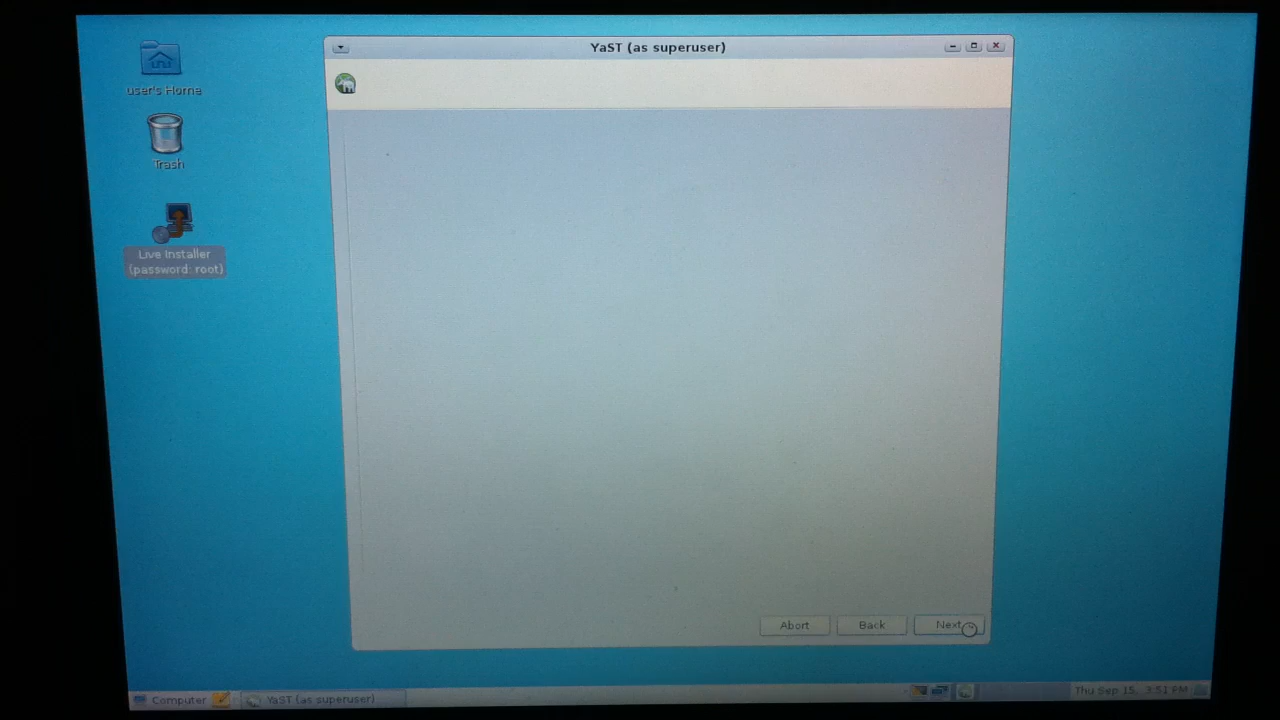 YaST (as superuser)
user's Home
Trash
Live Installer
(password: root)
Abort
Back
Next
Computer
YaST (as superuser)
Thu Sep 15, 3:51 PM